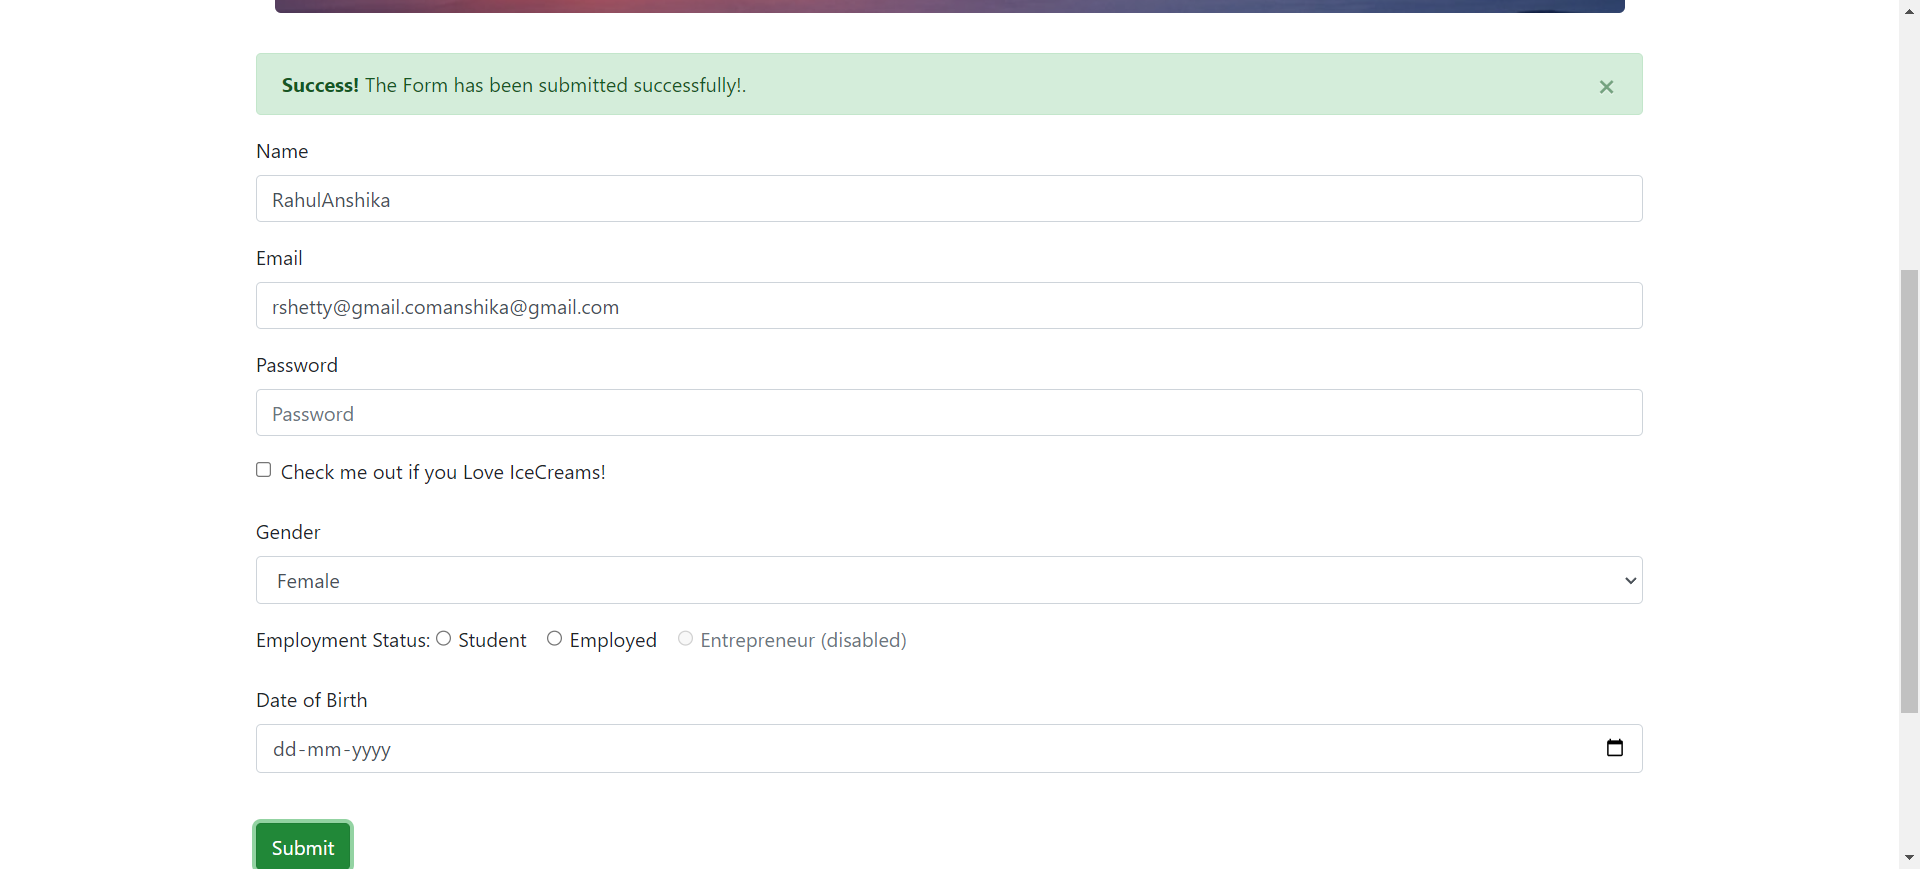 Success! The Form has been submitted successfully!.
×
Name
RahulAnshika
Email
rshetty@gmail.comanshika@gmail.com
Password
Password
Check me out if you Love IceCreams!
Gender
Female
Employment Status: Student Employed Entrepreneur (disabled)
Date of Birth
dd-mm-yyyy
Submit